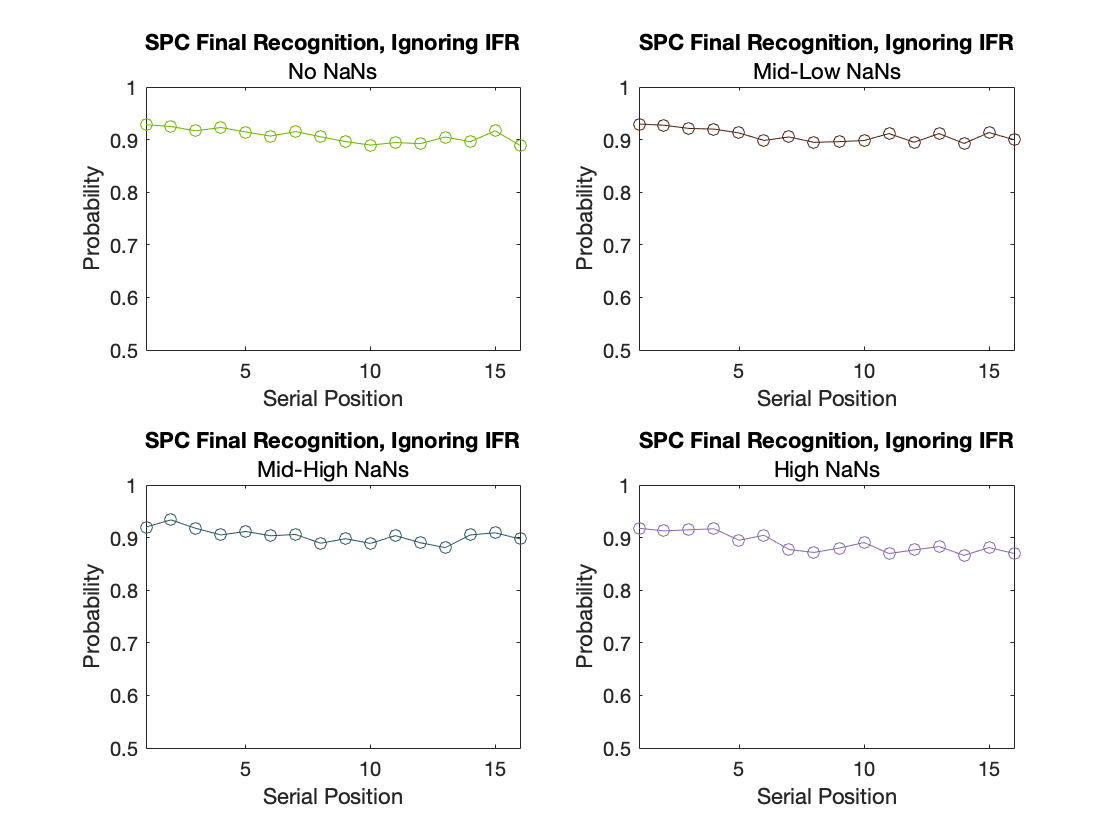 SPC Final Recognition, Ignoring IFR
No NaNs
1
0.9
0.8
0.7
0.6
0.5
Probability
5 10 15
Serial Position
SPC Final Recognition, Ignoring IFR
Mid-Low NaNs
1
0.9
0.8
0.7
0.6
0.5
Probability
5 10 15
Serial Position
SPC Final Recognition, Ignoring IFR
Mid-High NaNs
1
0.9
0.8
0.7
0.6
0.5
Probability
5 10 15
Serial Position
SPC Final Recognition, Ignoring IFR
High NaNs
1
0.9
0.8
0.7
0.6
0.5
Probability
5 10 15
Serial Position